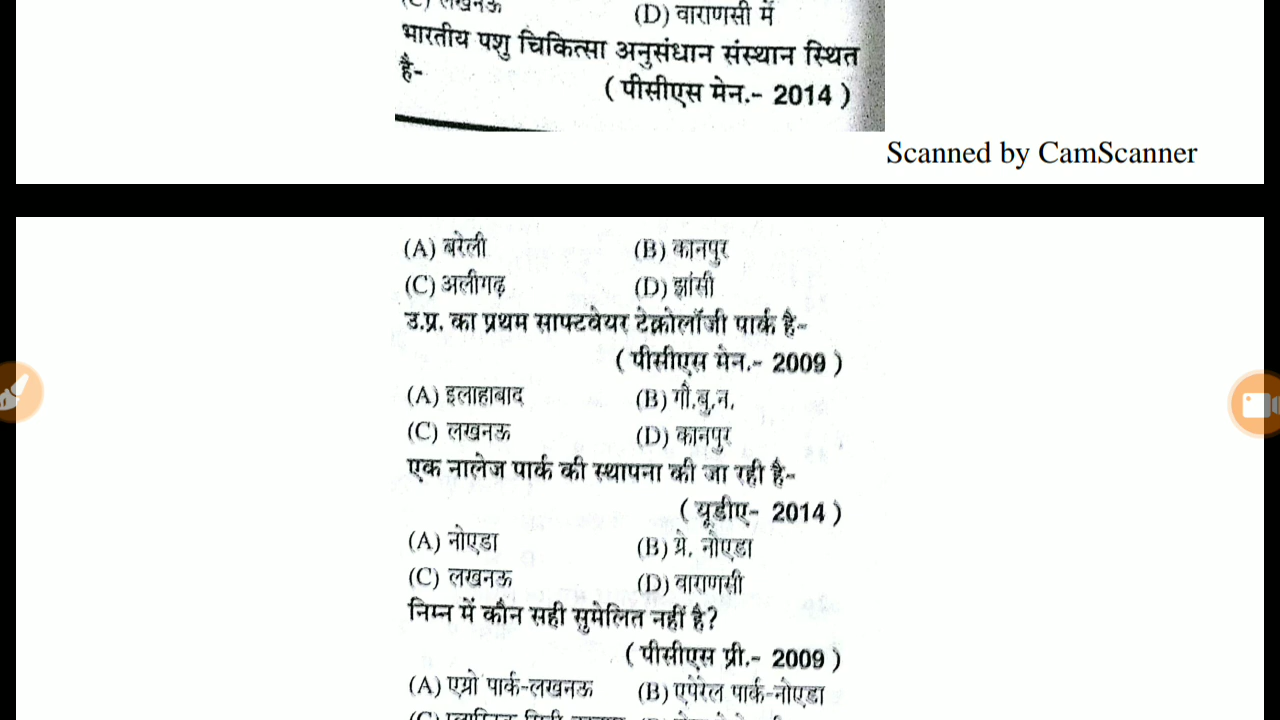 (C) लखनऊ (D) वाराणसी में
भारतीय पशु चिकित्सा अनुसंधान संस्थान स्थित
है-
( पीसीएस मेन.- 2014 )
Scanned by CamScanner
(A) बरेली (B) कानपुर
(C) अलीगढ़ (D) झांसी
उ.प्र. का प्रथम साफ्टवेयर टेक्नोलॉजी पार्क है-
( पीसीएस मेन.- 2009 )
(A) इलाहाबाद (B) गौ.बु.न.
(C) लखनऊ (D) कानपुर
एक नालेज पार्क की स्थापना की जा रही है-
( यूडीए- 2014 )
(A) नोएडा (B) ग्रे. नोएडा
(C) लखनऊ (D) वाराणसी
निम्न में कौन सही सुमेलित नहीं है?
( पीसीएस प्री.- 2009 )
(A) एग्रो पार्क-लखनऊ (B) एपेरेल पार्क-नोएडा